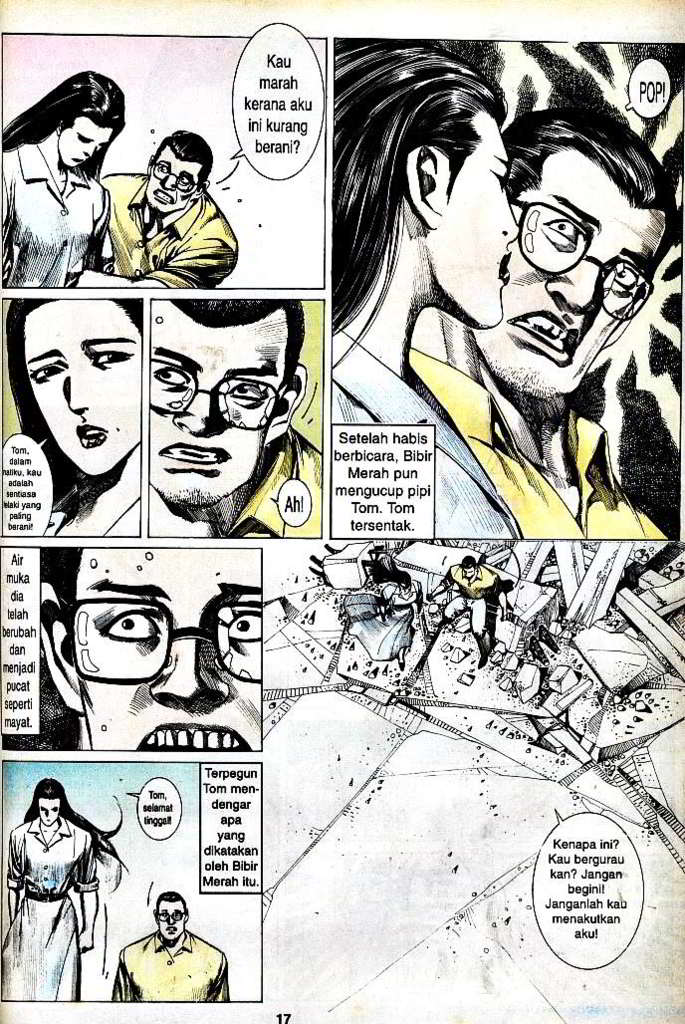 Kau
marah
kerana aku
ini kurang
berani?
POP!
Setelah habis
berbicara, Bibir
Merah pun
mengucup pipi
Tom. Tom
tersentak.
Tom,
dalam
hatiku, kau
adalah
sentiasa
lelaki yang
paling
berani!
Ah!
Air
muka
dia
telah
berubah
dan
menjadi
pucat
seperti
mayat.
Tom,
selamat
tinggal!
Terpegun
Tom men-
dengar
apa
yang
dikatakan
oleh Bibir
Merah itu.
Kenapa ini?
Kau bergurau
kan? Jangan
begini!
Janganlah kau
menakutkan
aku!
17